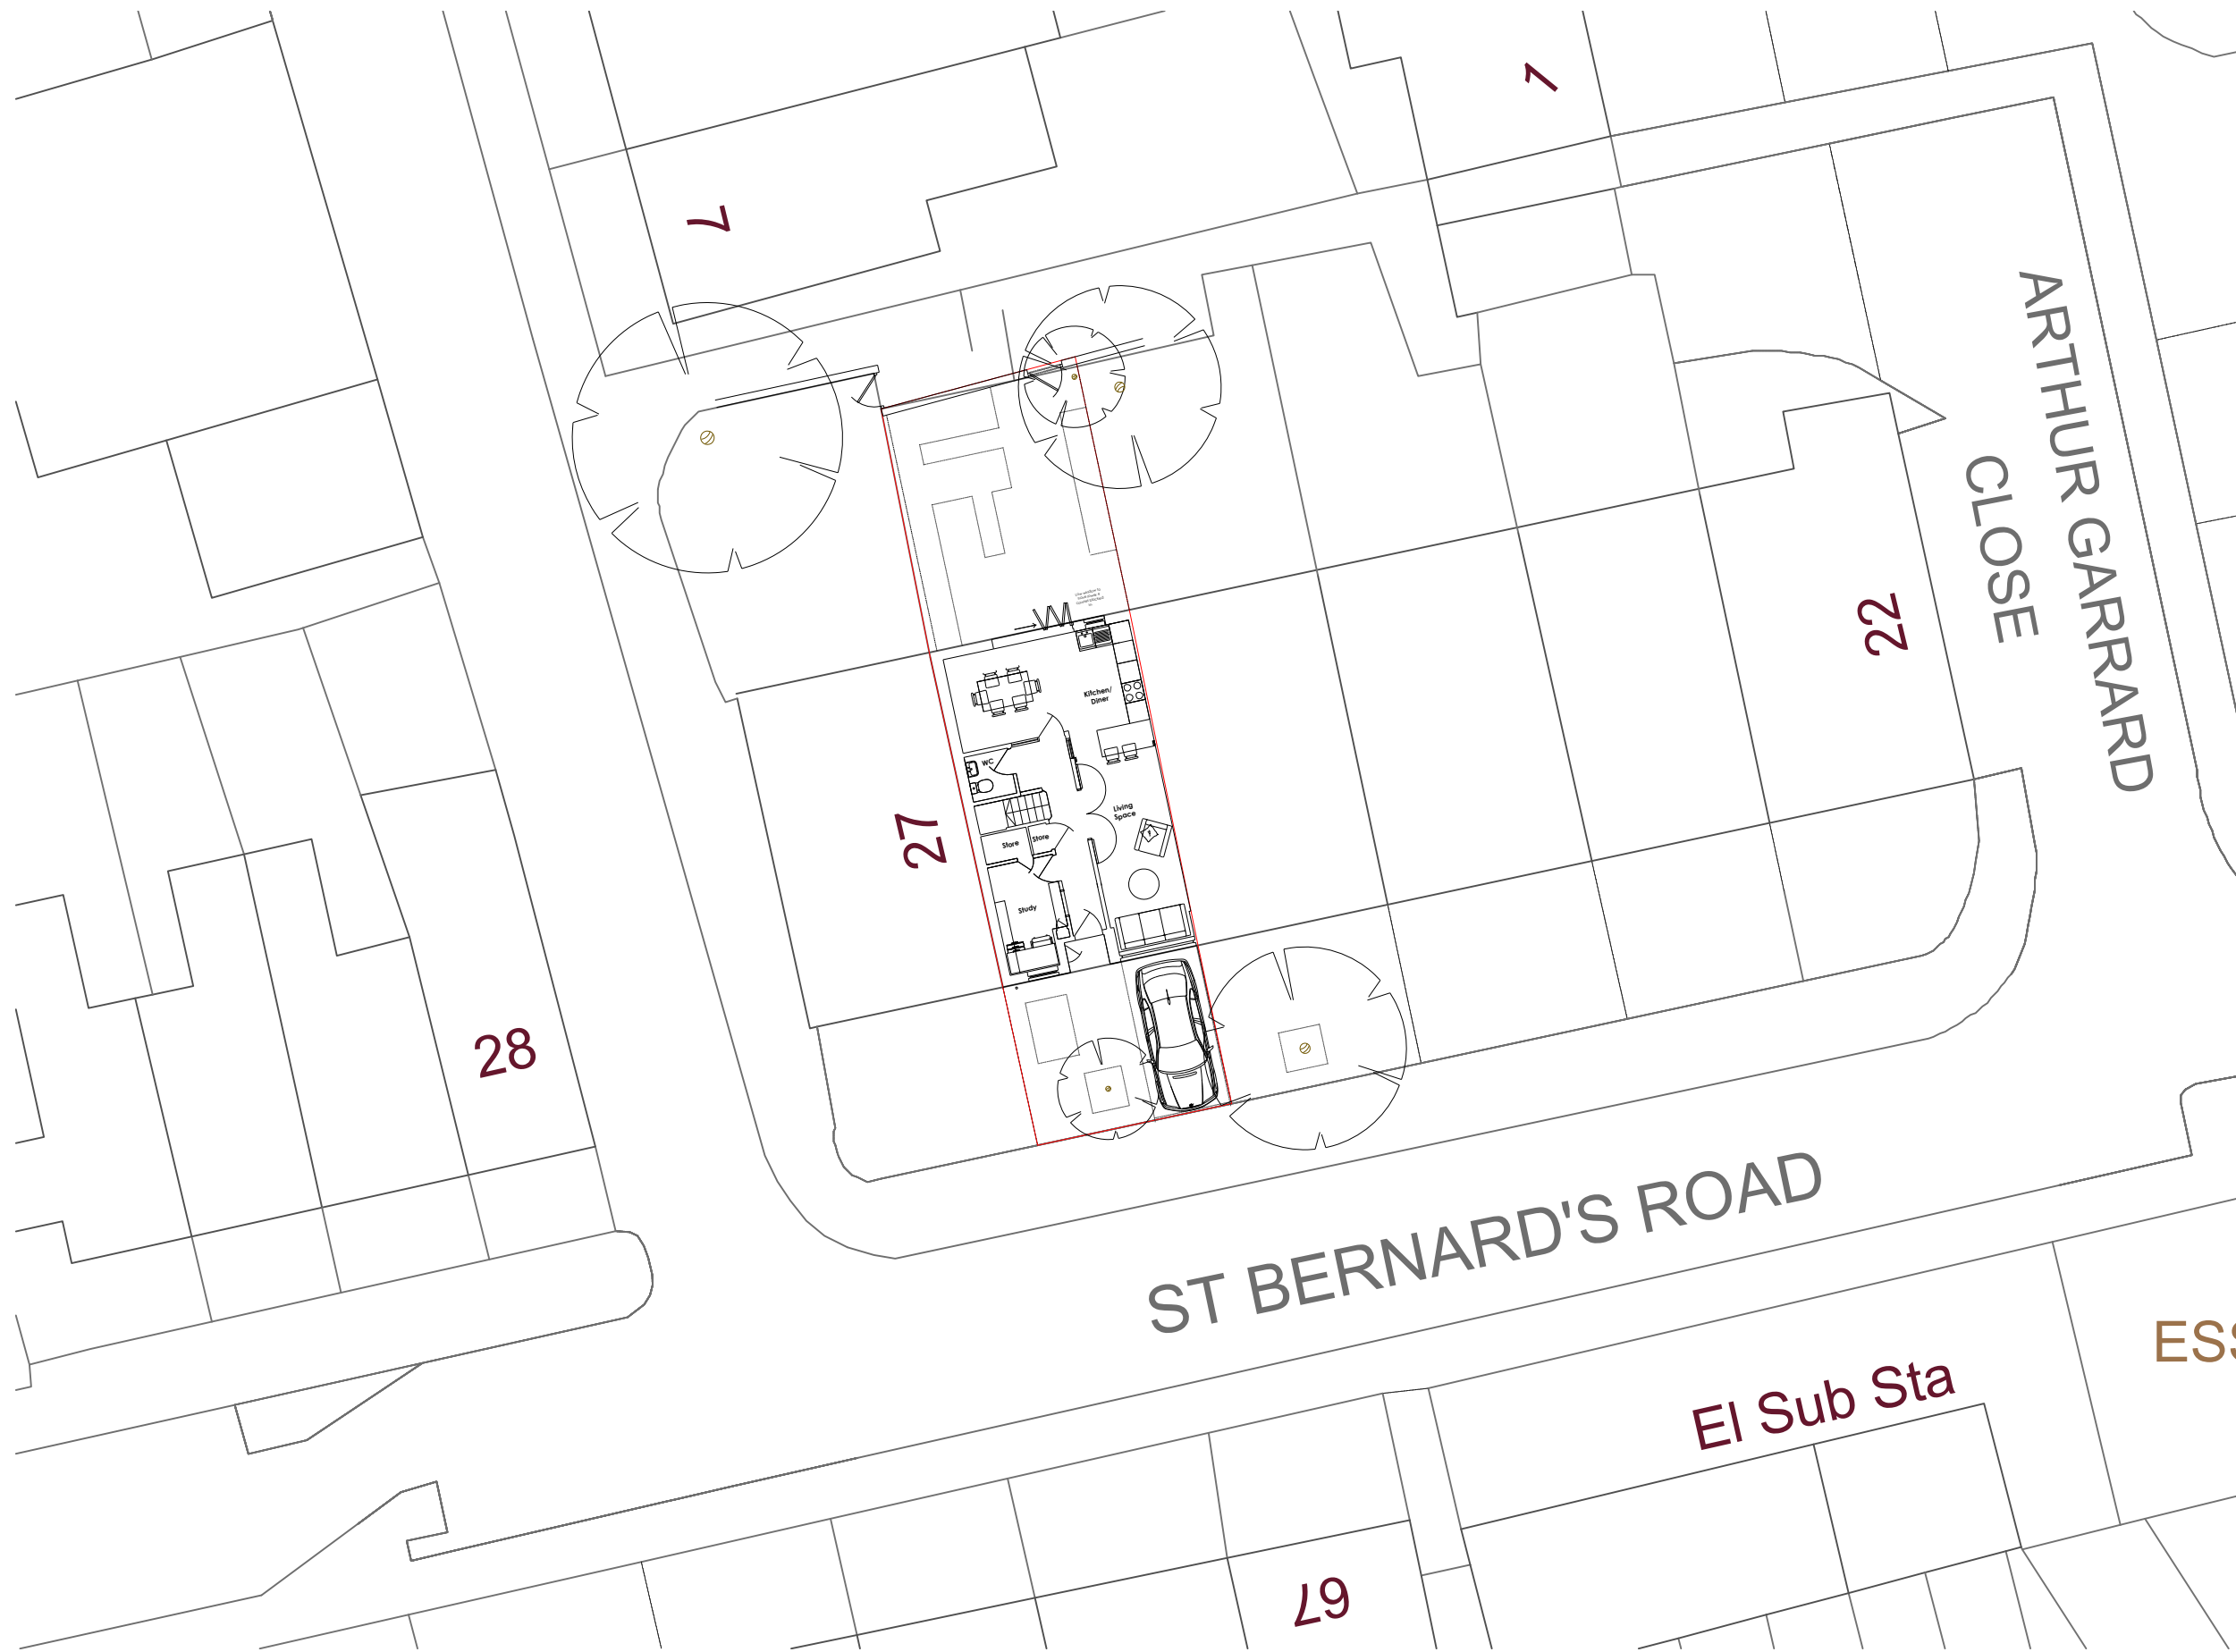 1
7
ARTHUR GARRARD
CLOSE
22
Kitchen/
Diner
WC
Living
Space
27
Store
Store
Study
28
ST BERNARD'S ROAD
El Sub Sta
67